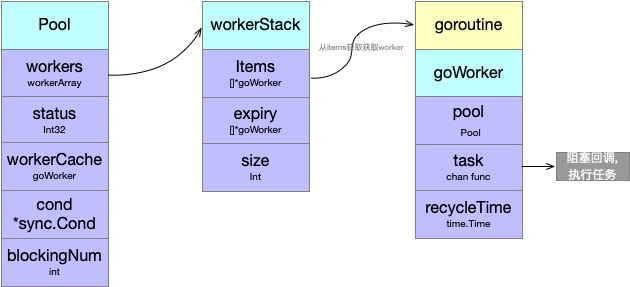 Pool
workers
workerArray
status
Int32
workerCache
goWorker
cond
*sync.Cond
blockingNum
int
workerStack
Items
[]*goWorker
expiry
[]*goWorker
size
Int
从items获取获取worker
goroutine
goWorker
pool
Pool
task
chan func
recycleTime
time.Time
阻塞回调,
执行任务